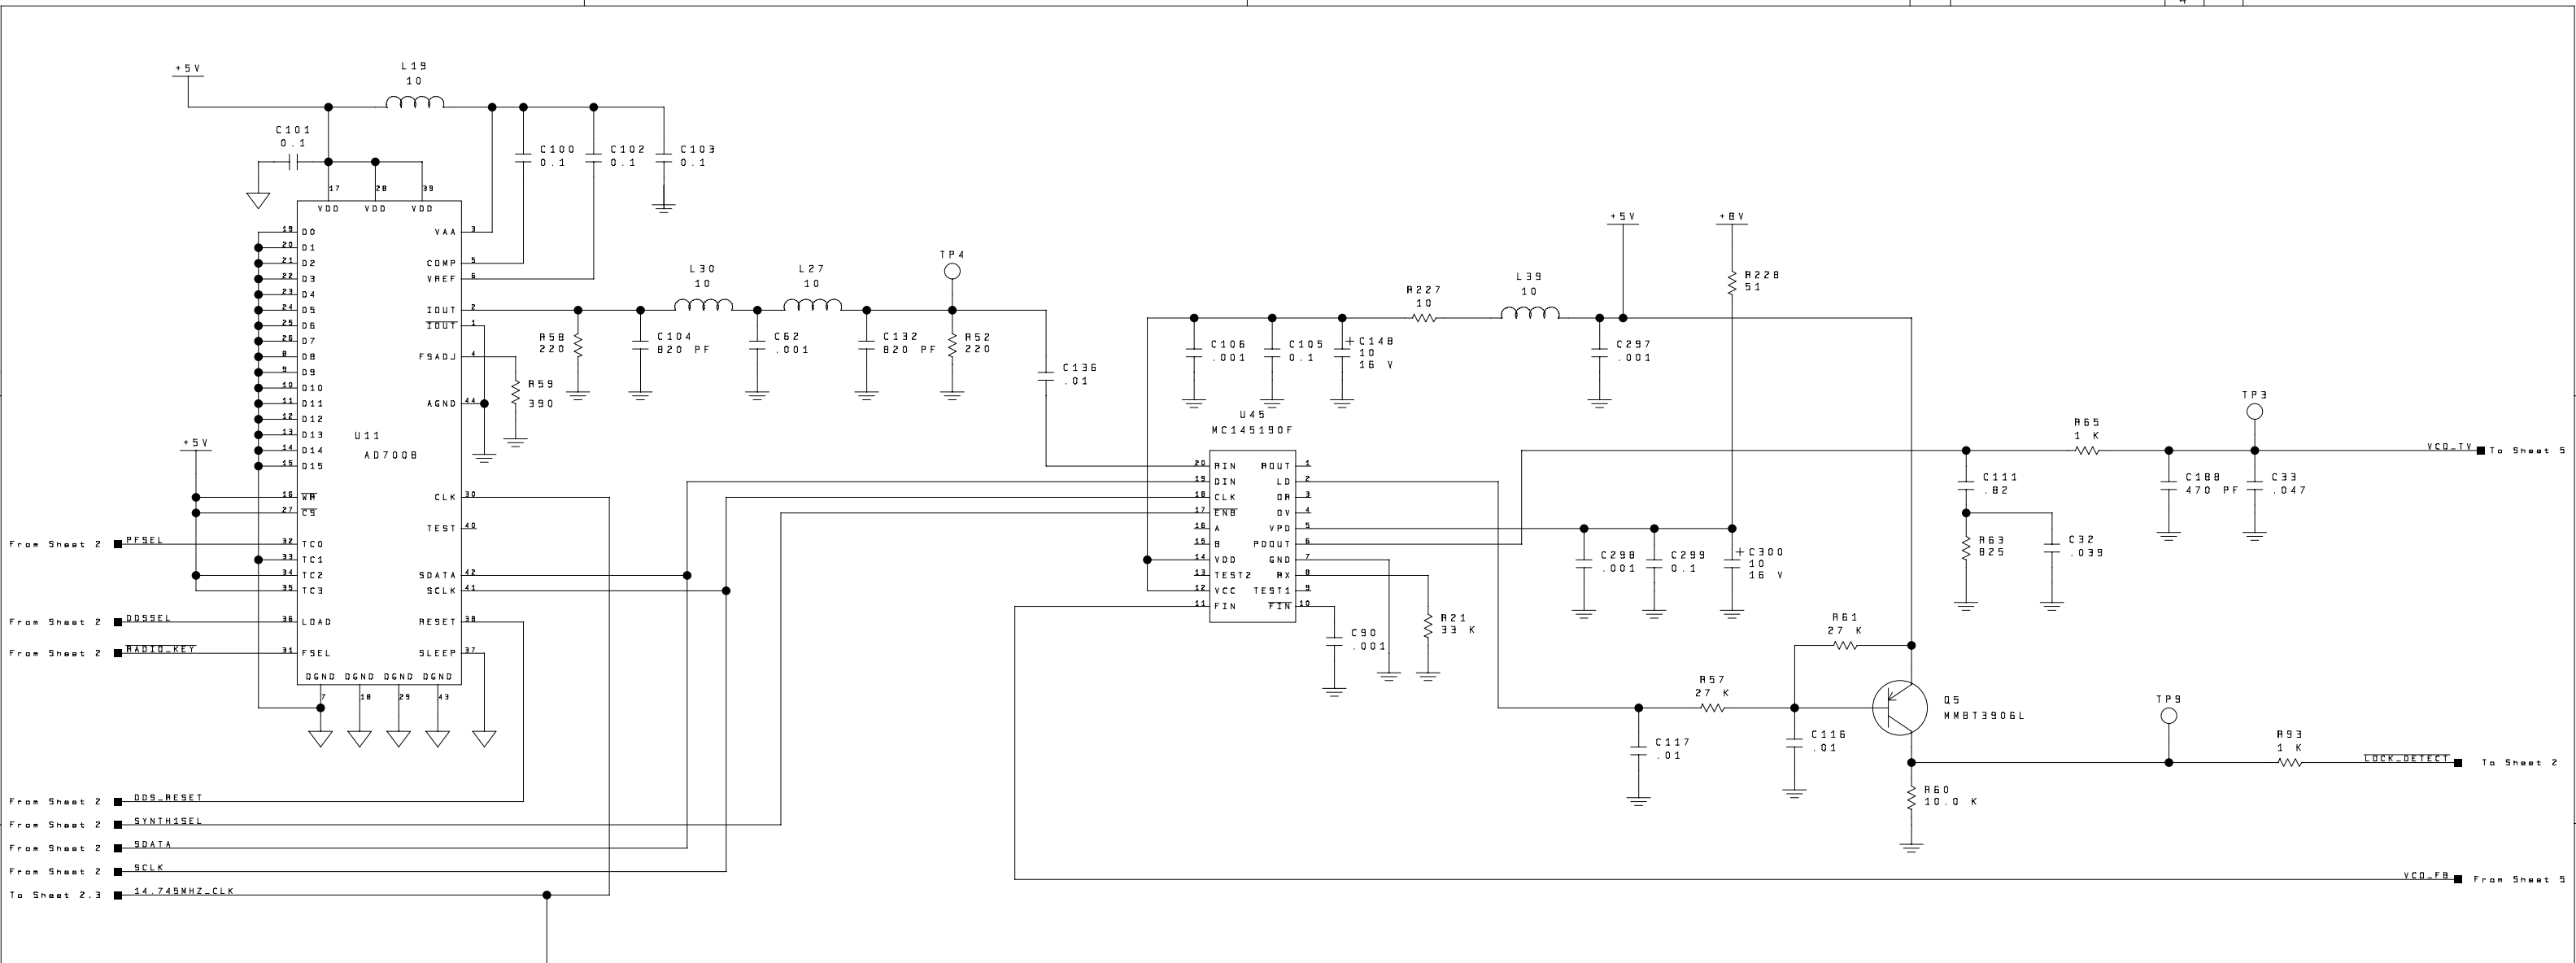 4
+5V
L19
10
C101
0.1
C100
0.1
C102
0.1
C103
0.1
17
28
39
VDD VDD VDD
19 D0
20 D1
21 D2
22 D3
23 D4
24 D5
25 D6
26 D7
8 D8
9 D9
10 D10
11 D11
12 D12
13 D13
14 D14
15 D15
16 WR
27 CS
32 TC0
33 TC1
34 TC2
35 TC3
36 LOAD
31 FSEL
U11
AD7008
VAA 3
COMP 5
VREF 6
IOUT 2
IOUT 1
FSADJ 4
AGND 44
CLK 30
TEST 40
SDATA 42
SCLK 41
RESET 38
SLEEP 37
DGND DGND DGND DGND
7
18
29
43
+5V
From Sheet 2 PFSEL
From Sheet 2 DDSSEL
From Sheet 2 RADIO_KEY
From Sheet 2 DDS_RESET
From Sheet 2 SYNTH1SEL
From Sheet 2 SDATA
From Sheet 2 SCLK
To Sheet 2.3 14.745MHZ_CLK
R59
390
R58
220
C104
820 PF
L30
10
C62
.001
L27
10
C132
820 PF
TP4
R52
220
C136
.01
C106
.001
C105
0.1
+ C148
10
16 V
R227
10
L39
10
C297
.001
+5V
+8V
R228
51
U45
MC145190F
20 RIN
19 DIN
18 CLK
17 ENB
16 A
15 B
14 VDD
13 TEST2
12 VCC
11 FIN
ROUT 1
LD 2
OR 3
OV 4
VPD 5
PDOUT 6
GND 7
RX 8
TEST1 9
FIN 10
C90
.001
R21
33 K
C298
.001
C299
0.1
+ C300
10
16 V
C111
.82
R63
825
C32
.039
R65
1 K
C188
470 PF
TP3
C33
.047
VCO_TV To Sheet 5
R61
27 K
R57
27 K
C117
.01
C116
.01
Q5
MMBT3906L
R60
10.0 K
TP9
R93
1 K
LOCK_DETECT To Sheet 2
VCO_FB From Sheet 5